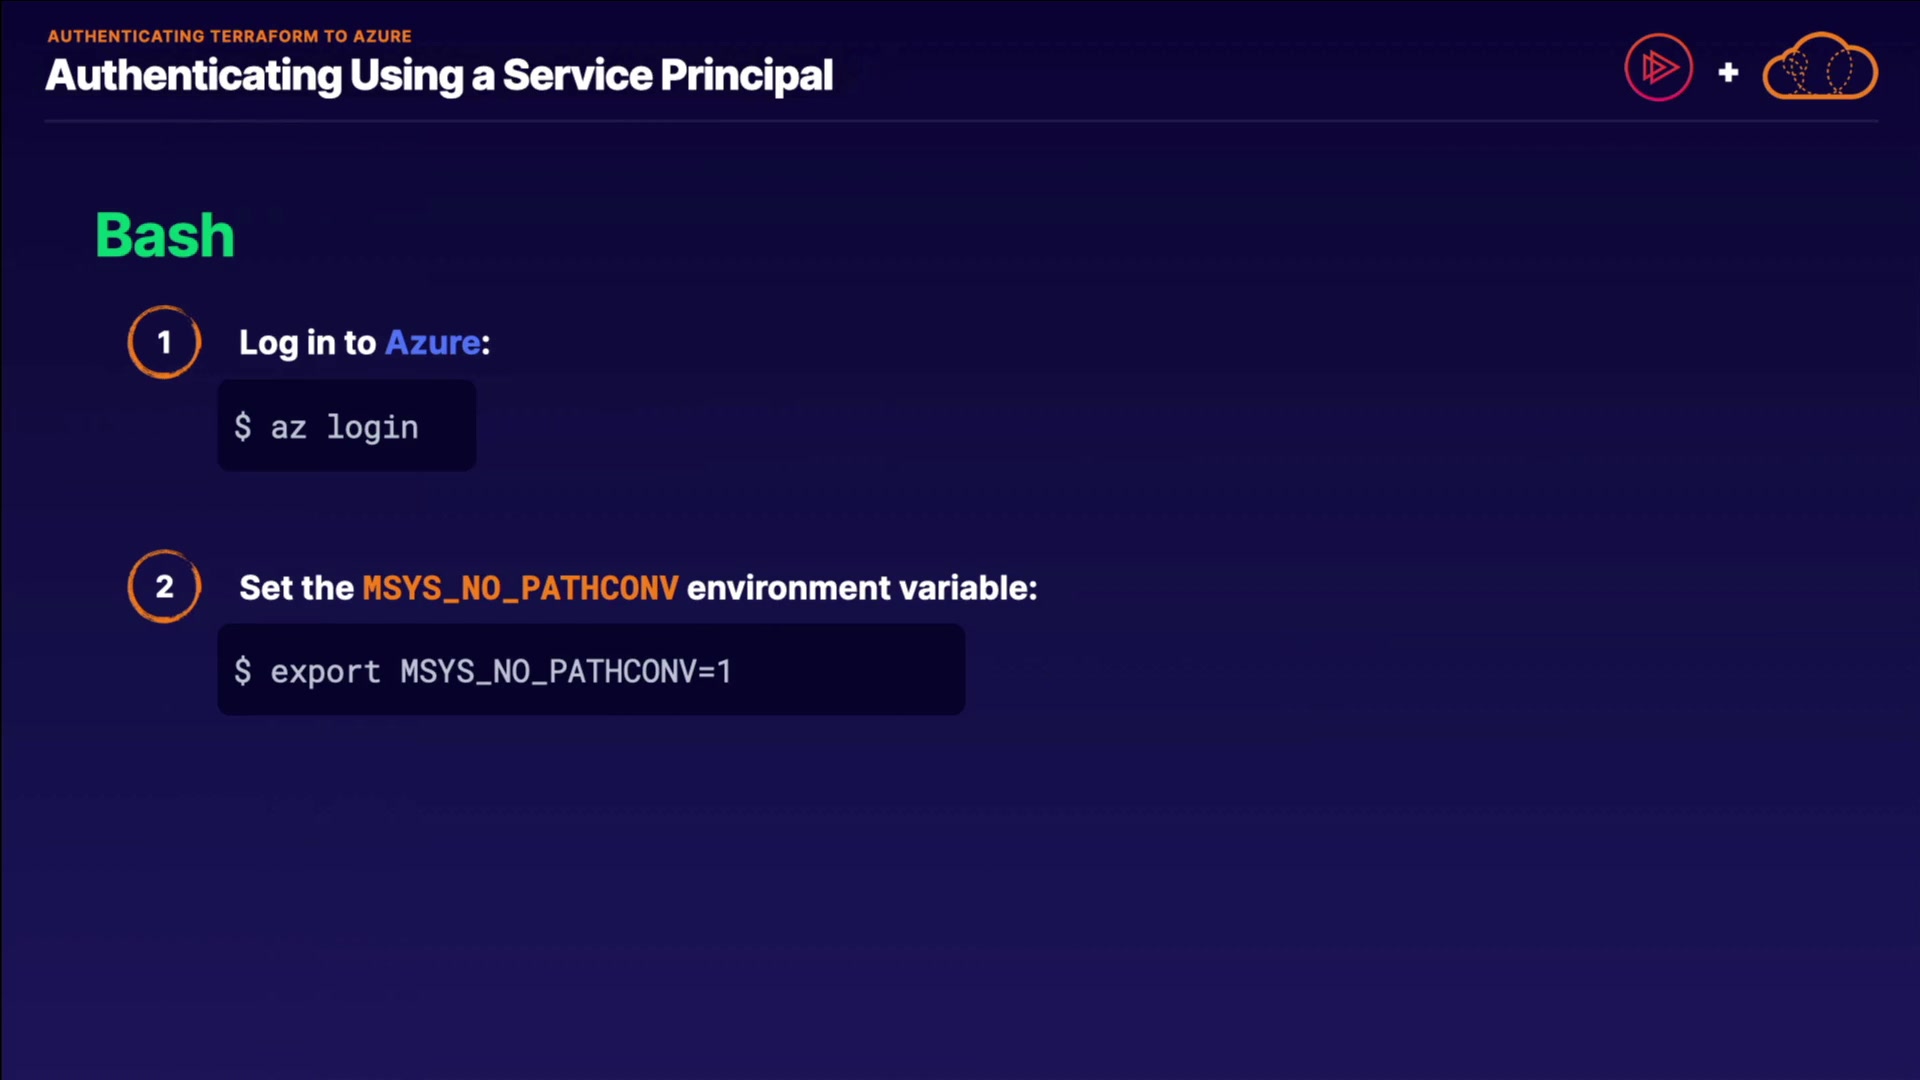 AUTHENTICATING TERRAFORM TO AZURE
Authenticating Using a Service Principal
Bash
1 Log in to Azure:
$ az login
2 Set the MSYS_NO_PATHCONV environment variable:
$ export MSYS_NO_PATHCONV=1